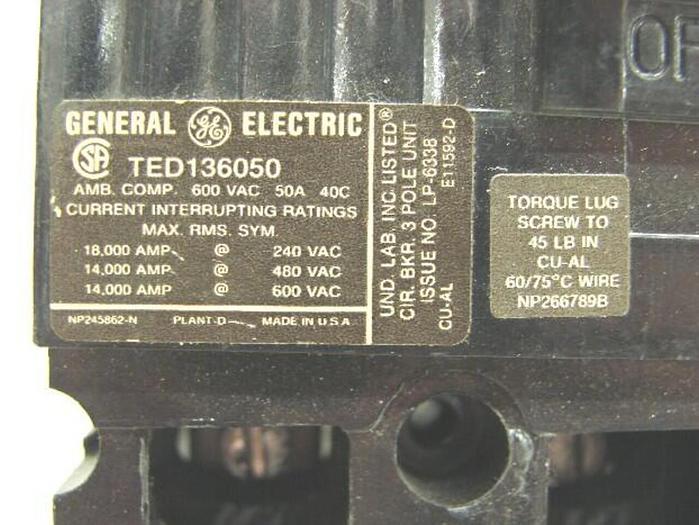 OF
GENERAL GE ELECTRIC
SA TED136050
AMB. COMP. 600 VAC 50A 40C
CURRENT INTERRUPTING RATINGS
MAX. RMS. SYM.
18,000 AMP @ 240 VAC
14,000 AMP @ 480 VAC
14,000 AMP @ 600 VAC
NP245862-N PLANT-D MADE IN U.S.A
UND. LAB. INC. LISTED®
CIR. BKR. 3 POLE UNIT
ISSUE NO. LP-6338
CU-AL E11592-D
TORQUE LUG
SCREW TO
45 LB IN
CU-AL
60/75°C WIRE
NP266789B